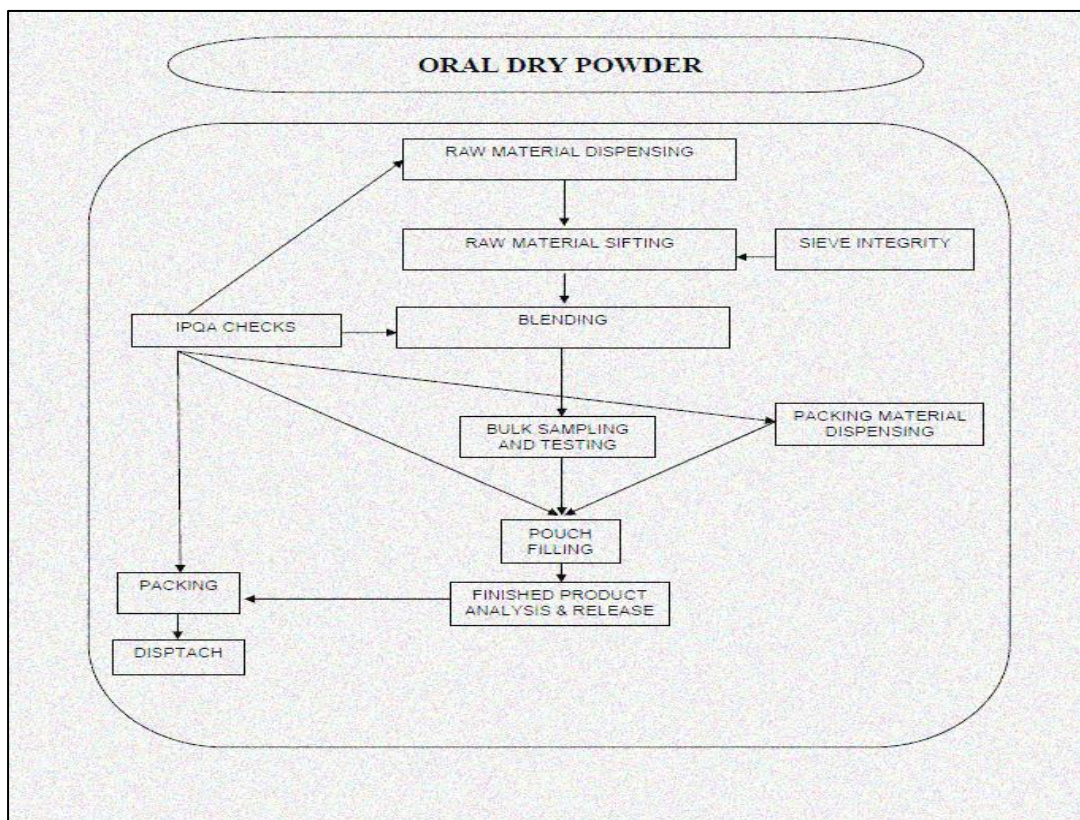 ORAL DRY POWDER
RAW MATERIAL DISPENSING
RAW MATERIAL SIFTING
SIEVE INTEGRITY
IPQA CHECKS
BLENDING
BULK SAMPLING
AND TESTING
PACKING MATERIAL
DISPENSING
POUCH
FILLING
PACKING
FINISHED PRODUCT
ANALYSIS & RELEASE
DISPTACH